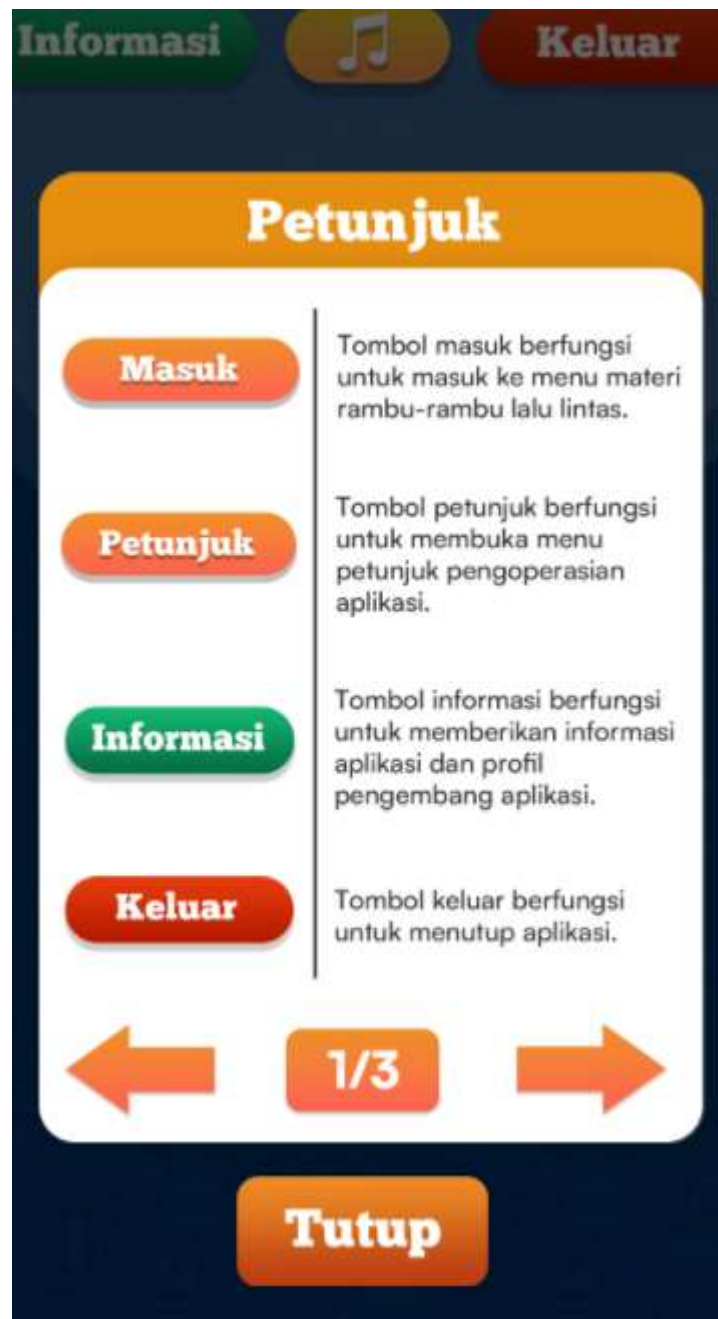 Informasi
Keluar
Petunjuk
Masuk
Tombol masuk berfungsi
untuk masuk ke menu materi
rambu-rambu lalu lintas.
Petunjuk
Tombol petunjuk berfungsi
untuk membuka menu
petunjuk pengoperasian
aplikasi.
Informasi
Tombol informasi berfungsi
untuk memberikan informasi
aplikasi dan profil
pengembang aplikasi.
Keluar
Tombol keluar berfungsi
untuk menutup aplikasi.
1/3
Tutup